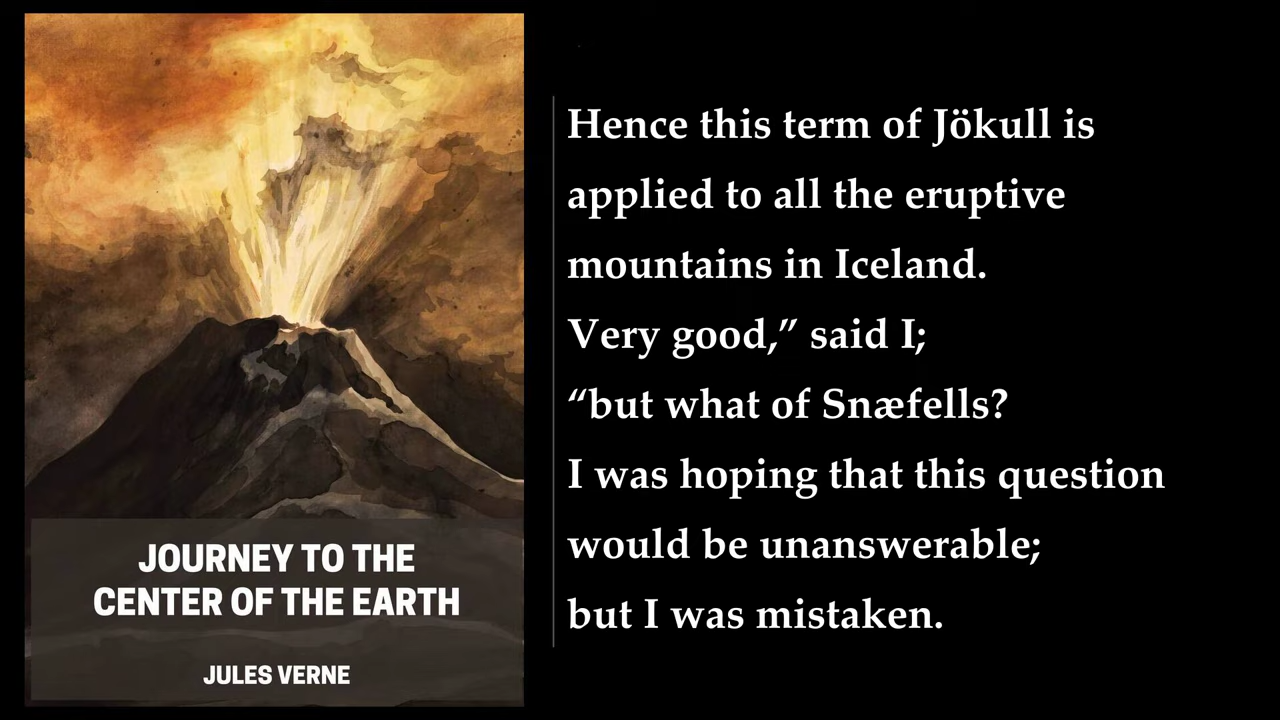 JOURNEY TO THE
CENTER OF THE EARTH
JULES VERNE
Hence this term of Jökull is
applied to all the eruptive
mountains in Iceland.
Very good,” said I;
“but what of Snæfells?
I was hoping that this question
would be unanswerable;
but I was mistaken.